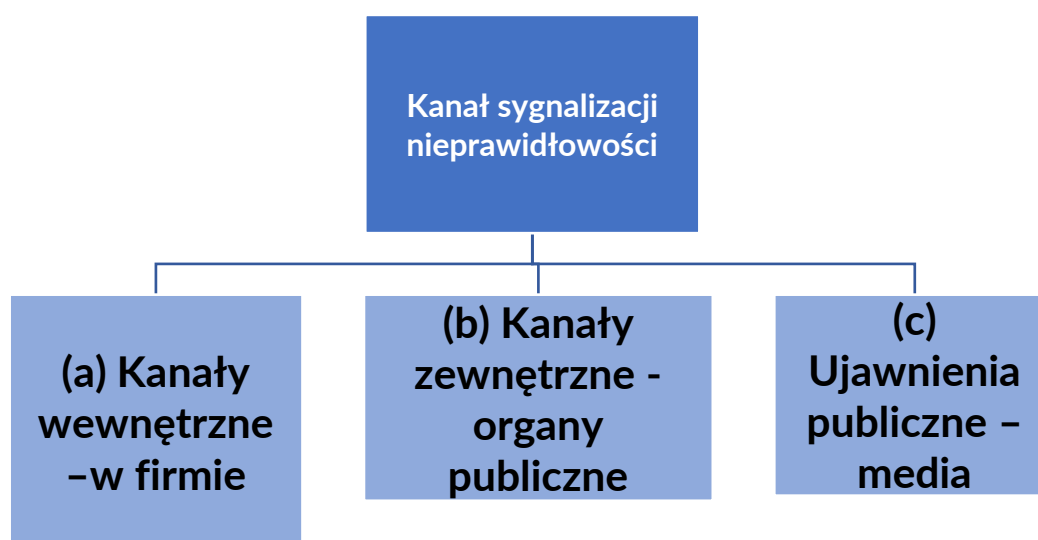 Kanał sygnalizacji
nieprawidłowości
(a) Kanały
wewnętrzne
–w firmie
(b) Kanały
zewnętrzne -
organy
publiczne
(c)
Ujawnienia
publiczne –
media